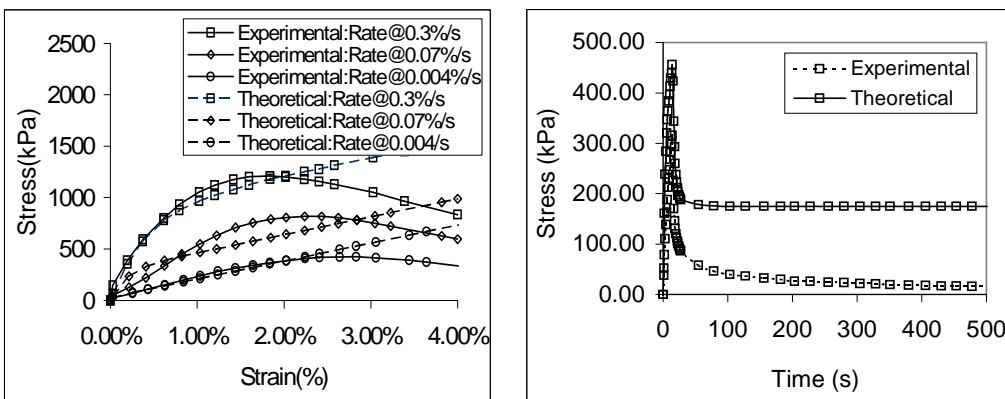 2500
2000
1500
1000
500
0
Stress(kPa)
Experimental:Rate@0.3%/s
Experimental:Rate@0.07%/s
Experimental:Rate@0.004%/s
Theoretical:Rate@0.3%/s
Theoretical:Rate@0.07%/s
Theoretical:Rate@0.004/s
0.00% 1.00% 2.00% 3.00% 4.00%
Strain(%)
500.00
400.00
300.00
200.00
100.00
0.00
Stress (kPa)
Experimental
Theoretical
0 100 200 300 400 500
Time (s)